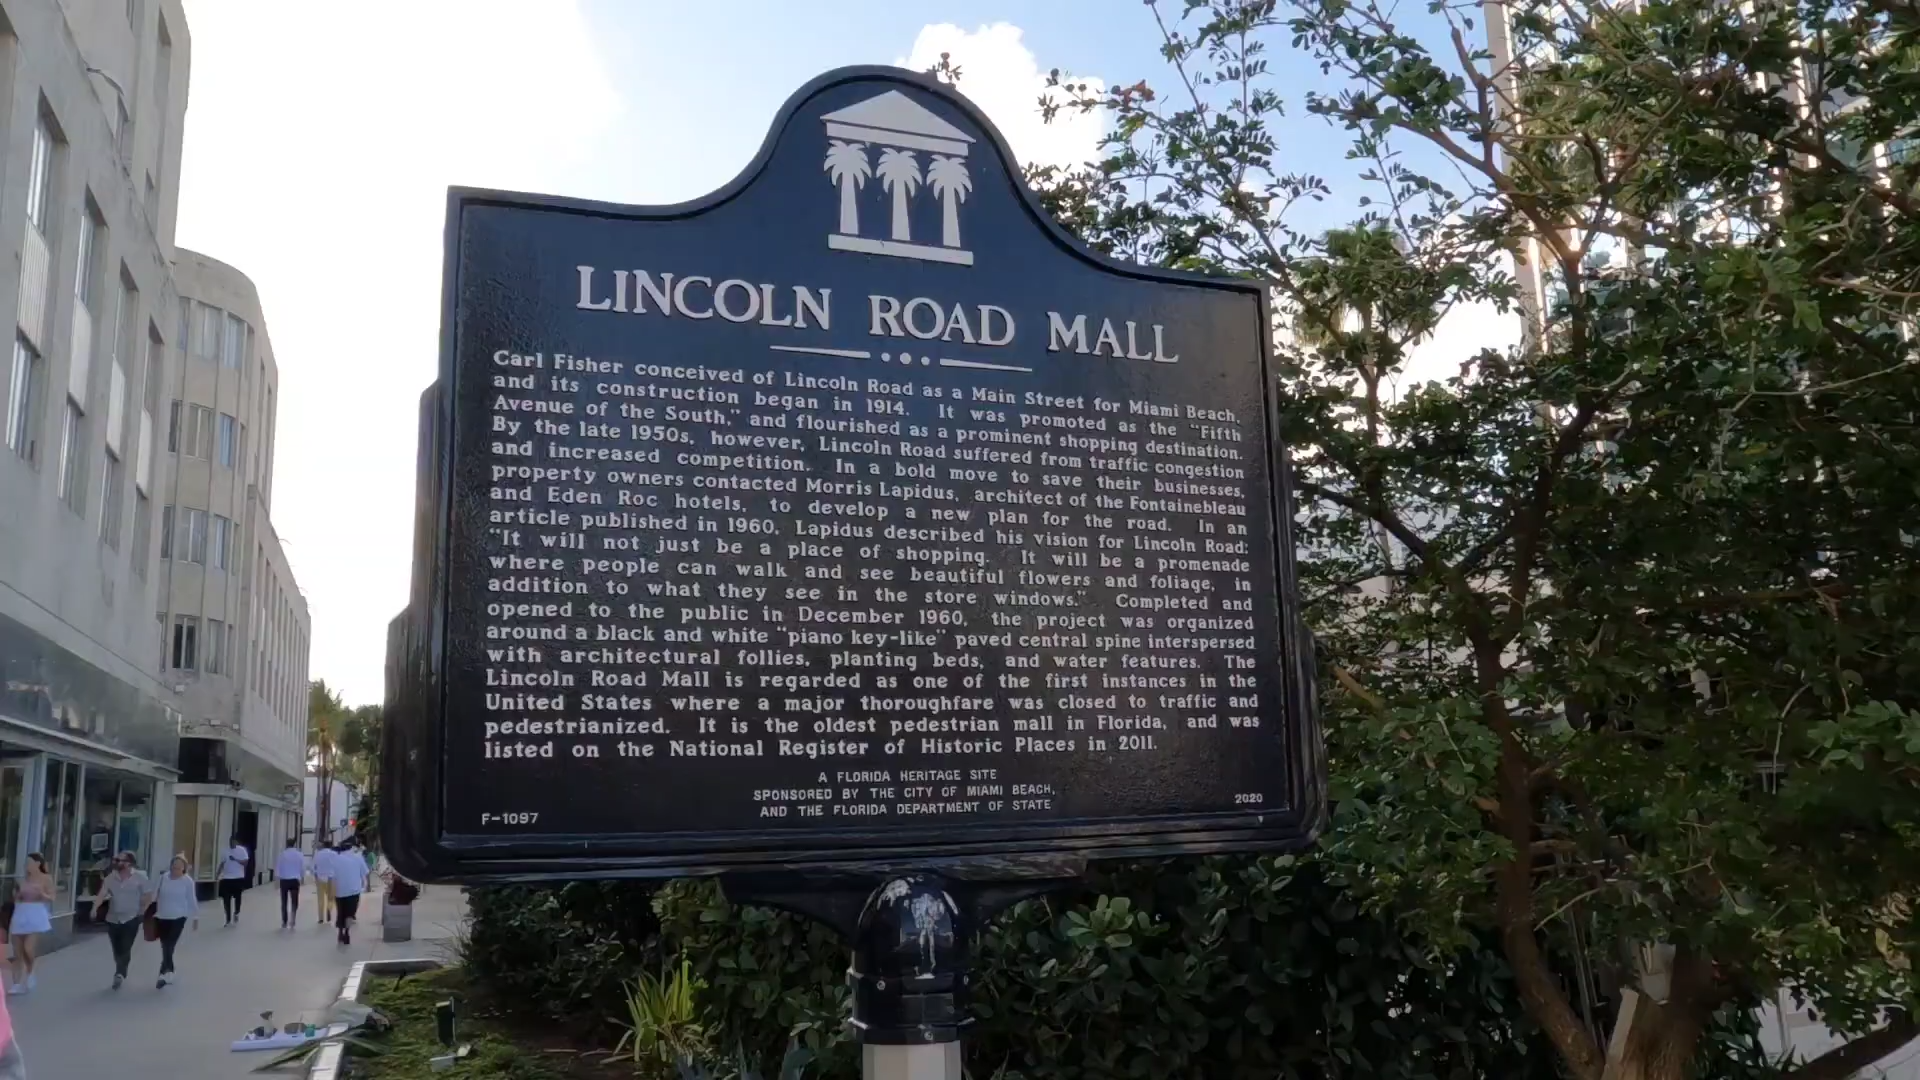 LINCOLN ROAD MALL
Carl Fisher conceived of Lincoln Road as a Main Street for Miami Beach,
and its construction began in 1914. It was promoted as the "Fifth
Avenue of the South," and flourished as a prominent shopping destination.
By the late 1950s, however, Lincoln Road suffered from traffic congestion
and increased competition. In a bold move to save their businesses,
property owners contacted Morris Lapidus, architect of the Fontainebleau
and Eden Roc hotels, to develop a new plan for the road. In an
article published in 1960, Lapidus described his vision for Lincoln Road:
"It will not just be a place of shopping. It will be a promenade
where people can walk and see beautiful flowers and foliage, in
addition to what they see in the store windows." Completed and
opened to the public in December 1960, the project was organized
around a black and white "piano key-like" paved central spine interspersed
with architectural follies, planting beds, and water features. The
Lincoln Road Mall is regarded as one of the first instances in the
United States where a major thoroughfare was closed to traffic and
pedestrianized. It is the oldest pedestrian mall in Florida, and was
listed on the National Register of Historic Places in 2011.
A FLORIDA HERITAGE SITE
SPONSORED BY THE CITY OF MIAMI BEACH,
AND THE FLORIDA DEPARTMENT OF STATE
F-1097
2020